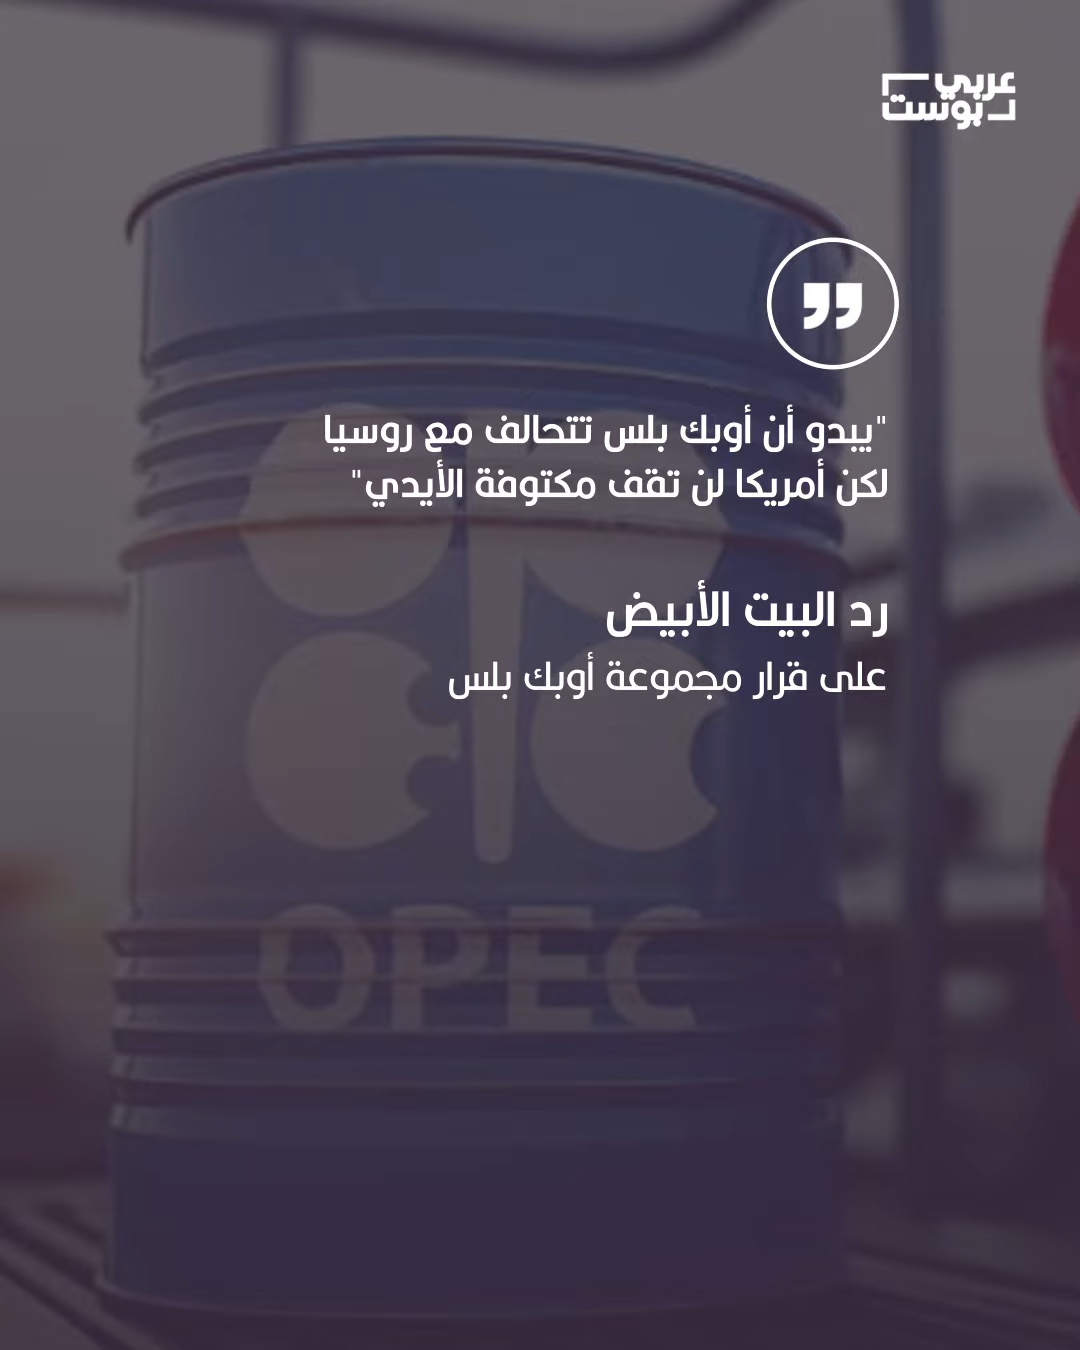 عربي
بوست
"يبدو أن أوبك بلس تتحالف مع روسيا
لكن أمريكا لن تقف مكتوفة الأيدي"
رد البيت الأبيض
على قرار مجموعة أوبك بلس
OPEC